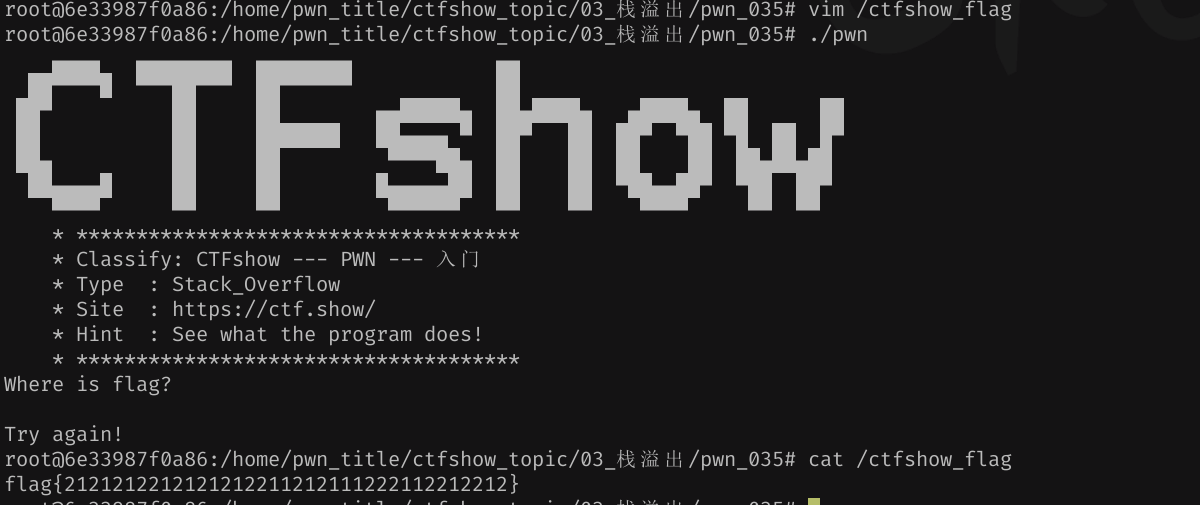 root@6e33987f0a86:/home/pwn_title/ctfshow_topic/03_栈溢出/pwn_035# vim /ctfshow_flag
root@6e33987f0a86:/home/pwn_title/ctfshow_topic/03_栈溢出/pwn_035# ./pwn
CTFshow
* *************************************
* Classify: CTFshow --- PWN --- 入门
* Type  : Stack_Overflow
* Site  : https://ctf.show/
* Hint  : See what the program does!
* *************************************
Where is flag?
Try again!
root@6e33987f0a86:/home/pwn_title/ctfshow_topic/03_栈溢出/pwn_035# cat /ctfshow_flag
flag{21212122121212122112121112221122122​12}